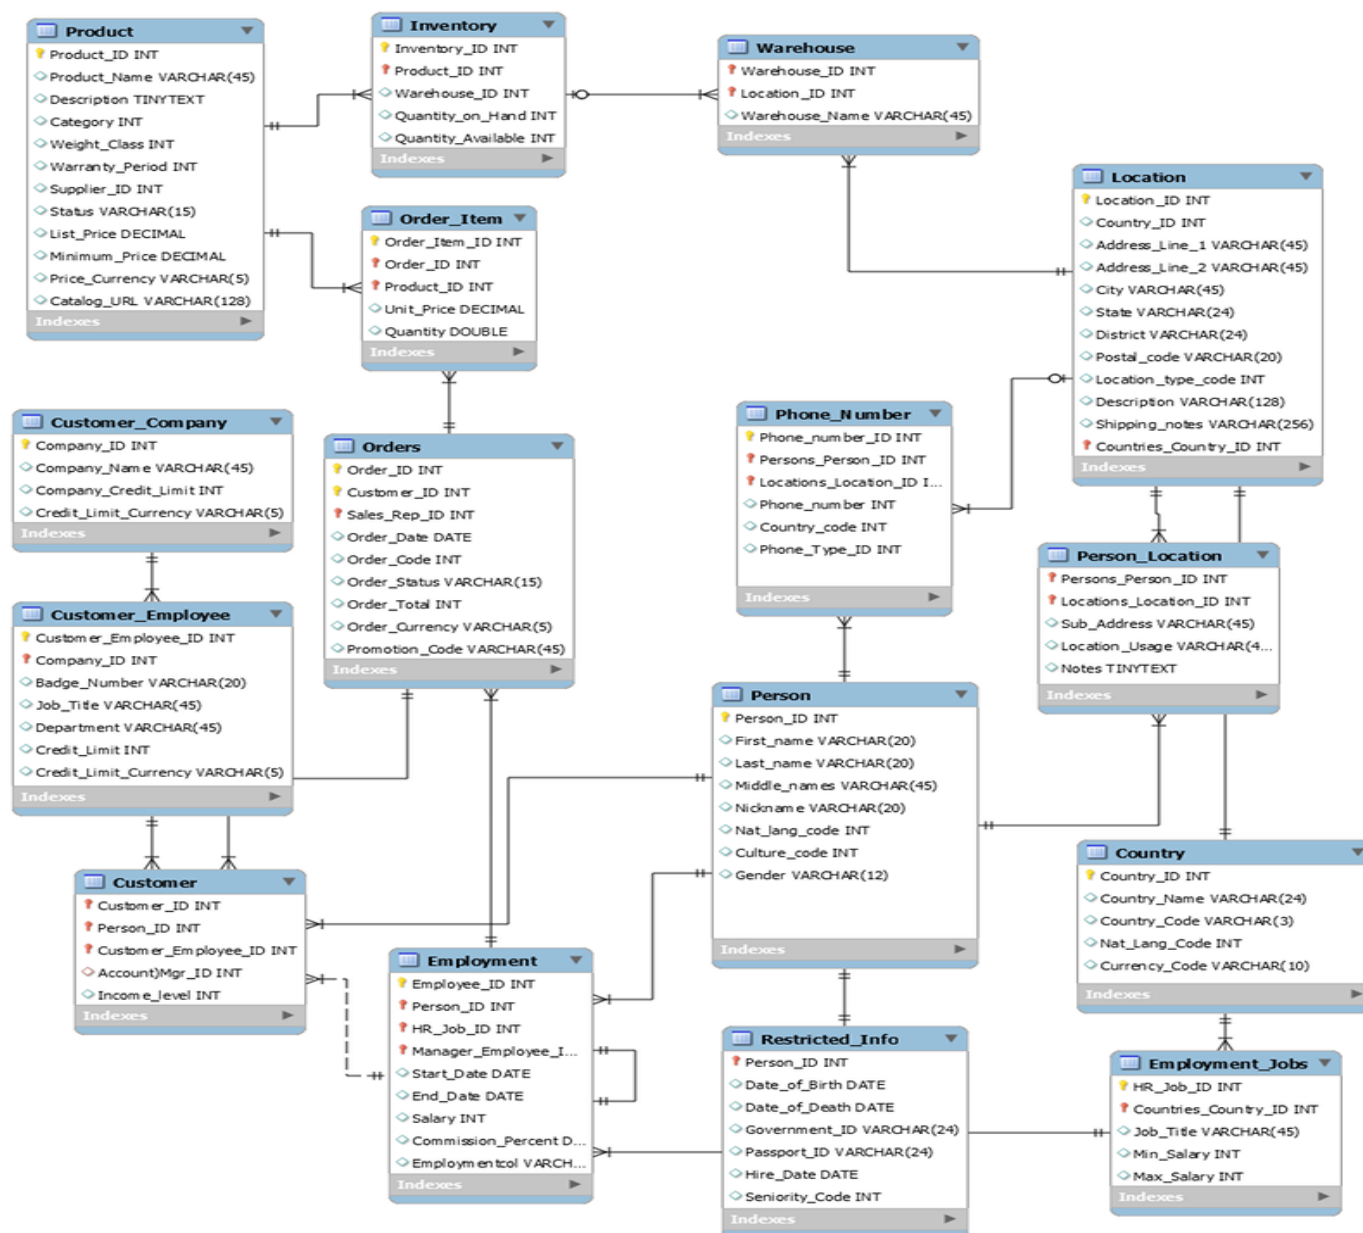 Product
Product_ID INT
Product_Name VARCHAR(45)
Description TINYTEXT
Category INT
Weight_Class INT
Warranty_Period INT
Supplier_ID INT
Status VARCHAR(15)
List_Price DECIMAL
Minimum_Price DECIMAL
Price_Currency VARCHAR(5)
Catalog_URL VARCHAR(128)
Indexes
Inventory
Inventory_ID INT
Product_ID INT
Warehouse_ID INT
Quantity_on_Hand INT
Quantity_Available INT
Indexes
Warehouse
Warehouse_ID INT
Location_ID INT
Warehouse_Name VARCHAR(45)
Indexes
Location
Location_ID INT
Country_ID INT
Address_Line_1 VARCHAR(45)
Address_Line_2 VARCHAR(45)
City VARCHAR(45)
State VARCHAR(24)
District VARCHAR(24)
Postal_code VARCHAR(20)
Location_type_code INT
Description VARCHAR(128)
Shipping_notes VARCHAR(256)
Countries_Country_ID INT
Indexes
Order_Item
Order_Item_ID INT
Order_ID INT
Product_ID INT
Unit_Price DECIMAL
Quantity DOUBLE
Indexes
Customer_Company
Company_ID INT
Company_Name VARCHAR(45)
Company_Credit_Limit INT
Credit_Limit_Currency VARCHAR(5)
Indexes
Orders
Order_ID INT
Customer_ID INT
Sales_Rep_ID INT
Order_Date DATE
Order_Code INT
Order_Status VARCHAR(15)
Order_Total INT
Order_Currency VARCHAR(5)
Promotion_Code VARCHAR(45)
Indexes
Phone_Number
Phone_number_ID INT
Persons_Person_ID INT
Locations_Location_ID I...
Phone_number INT
Country_code INT
Phone_Type_ID INT
Indexes
Person_Location
Persons_Person_ID INT
Locations_Location_ID INT
Sub_Address VARCHAR(45)
Location_Usage VARCHAR(4...
Notes TINYTEXT
Indexes
Customer_Employee
Customer_Employee_ID INT
Company_ID INT
Badge_Number VARCHAR(20)
Job_Title VARCHAR(45)
Department VARCHAR(45)
Credit_Limit INT
Credit_Limit_Currency VARCHAR(5)
Indexes
Person
Person_ID INT
First_name VARCHAR(20)
Last_name VARCHAR(20)
Middle_names VARCHAR(45)
Nickname VARCHAR(20)
Nat_lang_code INT
Culture_code INT
Gender VARCHAR(12)
Indexes
Country
Country_ID INT
Country_Name VARCHAR(24)
Country_Code VARCHAR(3)
Nat_Lang_Code INT
Currency_Code VARCHAR(10)
Indexes
Customer
Customer_ID INT
Person_ID INT
Customer_Employee_ID INT
Account)Mgr_ID INT
Income_level INT
Indexes
Employment
Employee_ID INT
Person_ID INT
HR_Job_ID INT
Manager_Employee_I...
Start_Date DATE
End_Date DATE
Salary INT
Commission_Percent D...
Employmentcol VARCH...
Indexes
Restricted_Info
Person_ID INT
Date_of_Birth DATE
Date_of_Death DATE
Government_ID VARCHAR(24)
Passport_ID VARCHAR(24)
Hire_Date DATE
Seniority_Code INT
Indexes
Employment_Jobs
HR_Job_ID INT
Countries_Country_ID INT
Job_Title VARCHAR(45)
Min_Salary INT
Max_Salary INT
Indexes